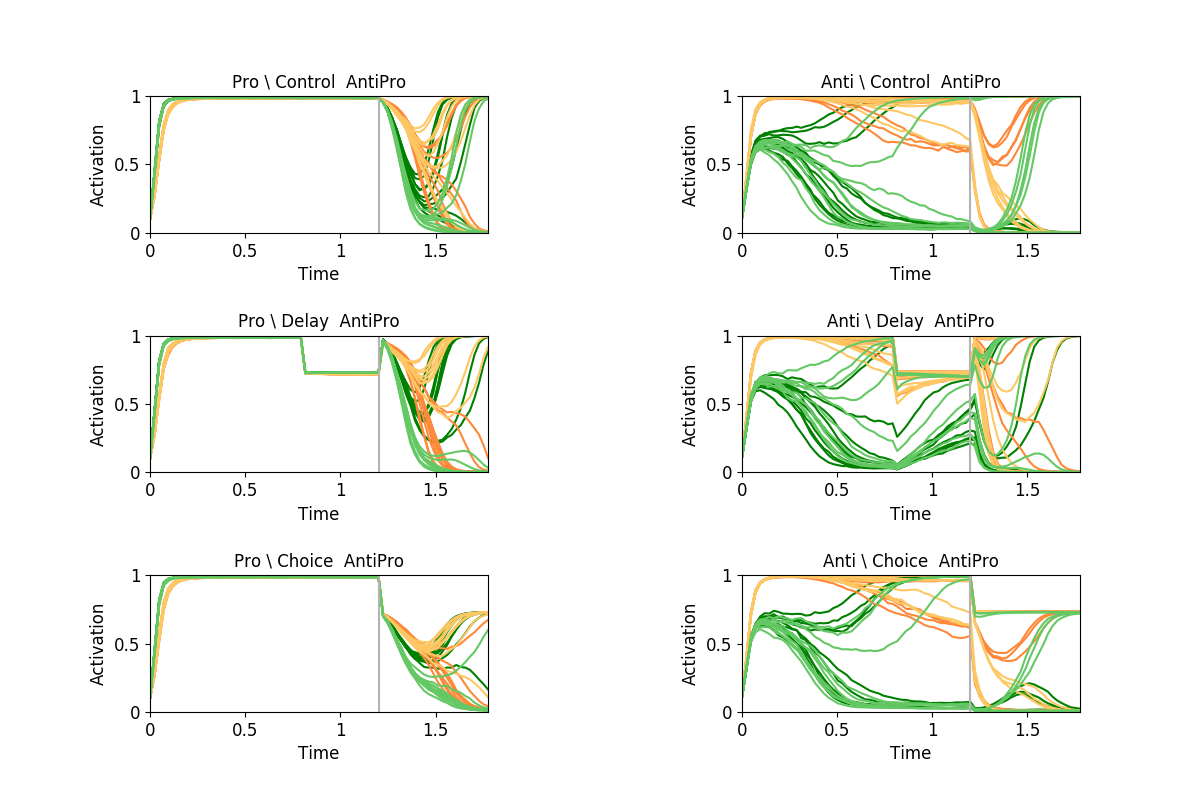 Pro \ Control  AntiPro
Activation
1
0.5
0
0
0.5
1
1.5
Time
Anti \ Control  AntiPro
Activation
1
0.5
0
0
0.5
1
1.5
Time
Pro \ Delay  AntiPro
Activation
1
0.5
0
0
0.5
1
1.5
Time
Anti \ Delay  AntiPro
Activation
1
0.5
0
0
0.5
1
1.5
Time
Pro \ Choice  AntiPro
Activation
1
0.5
0
0
0.5
1
1.5
Time
Anti \ Choice  AntiPro
Activation
1
0.5
0
0
0.5
1
1.5
Time